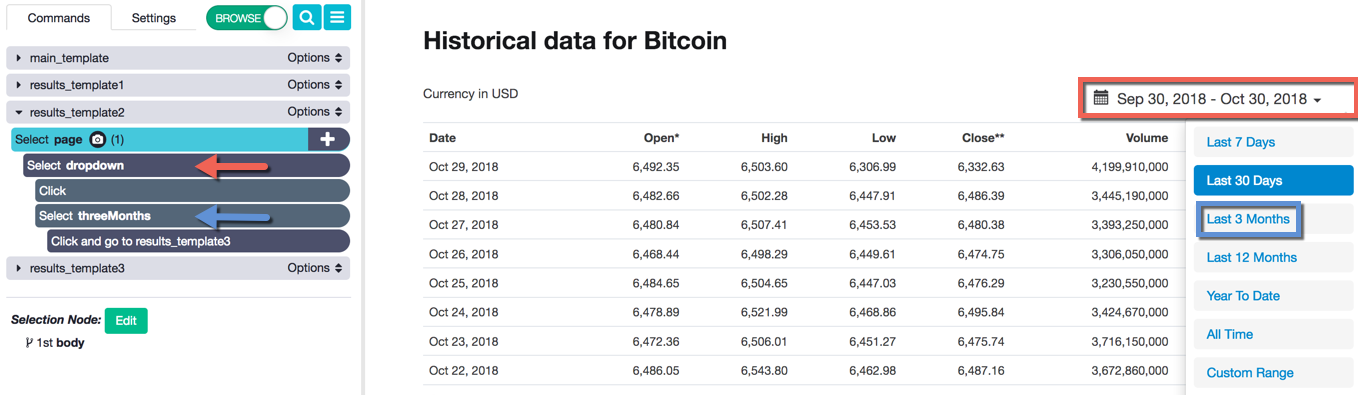 Commands Settings BROWSE
main_template Options
results_template1 Options
results_template2 Options
Select page (1)
Select dropdown
Click
Select threeMonths
Click and go to results_template3
results_template3 Options
Selection Node: Edit
1st body
Historical data for Bitcoin
Currency in USD
Sep 30, 2018 - Oct 30, 2018
Date Open* High Low Close** Volume
Oct 29, 2018 6,492.35 6,503.60 6,306.99 6,332.63 4,199,910,000
Oct 28, 2018 6,482.66 6,502.28 6,447.91 6,486.39 3,445,190,000
Oct 27, 2018 6,480.84 6,507.41 6,453.53 6,480.38 3,393,250,000
Oct 26, 2018 6,468.44 6,498.29 6,449.61 6,474.75 3,306,050,000
Oct 25, 2018 6,484.65 6,504.65 6,447.03 6,476.29 3,230,550,000
Oct 24, 2018 6,478.89 6,521.99 6,468.86 6,495.84 3,424,670,000
Oct 23, 2018 6,472.36 6,506.01 6,451.27 6,475.74 3,716,150,000
Oct 22, 2018 6,486.05 6,543.80 6,462.98 6,487.16 3,672,860,000
Last 7 Days
Last 30 Days
Last 3 Months
Last 12 Months
Year To Date
All Time
Custom Range